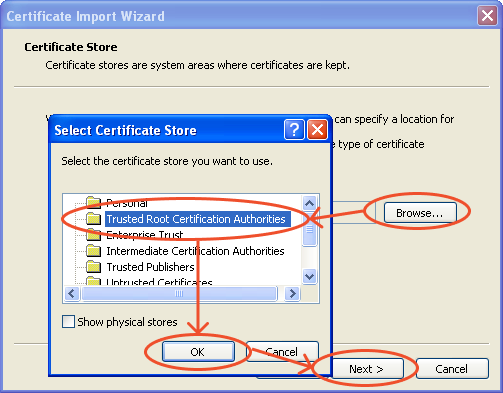 Certificate Import Wizard
Certificate Store
Certificate stores are system areas where certificates are kept.
can specify a location for
type of certificate
Select Certificate Store
Select the certificate store you want to use.
Personal
Trusted Root Certification Authorities
Browse...
Enterprise Trust
Intermediate Certification Authorities
Trusted Publishers
Untrusted Certificates
Show physical stores
OK
Cancel
Next >
Cancel